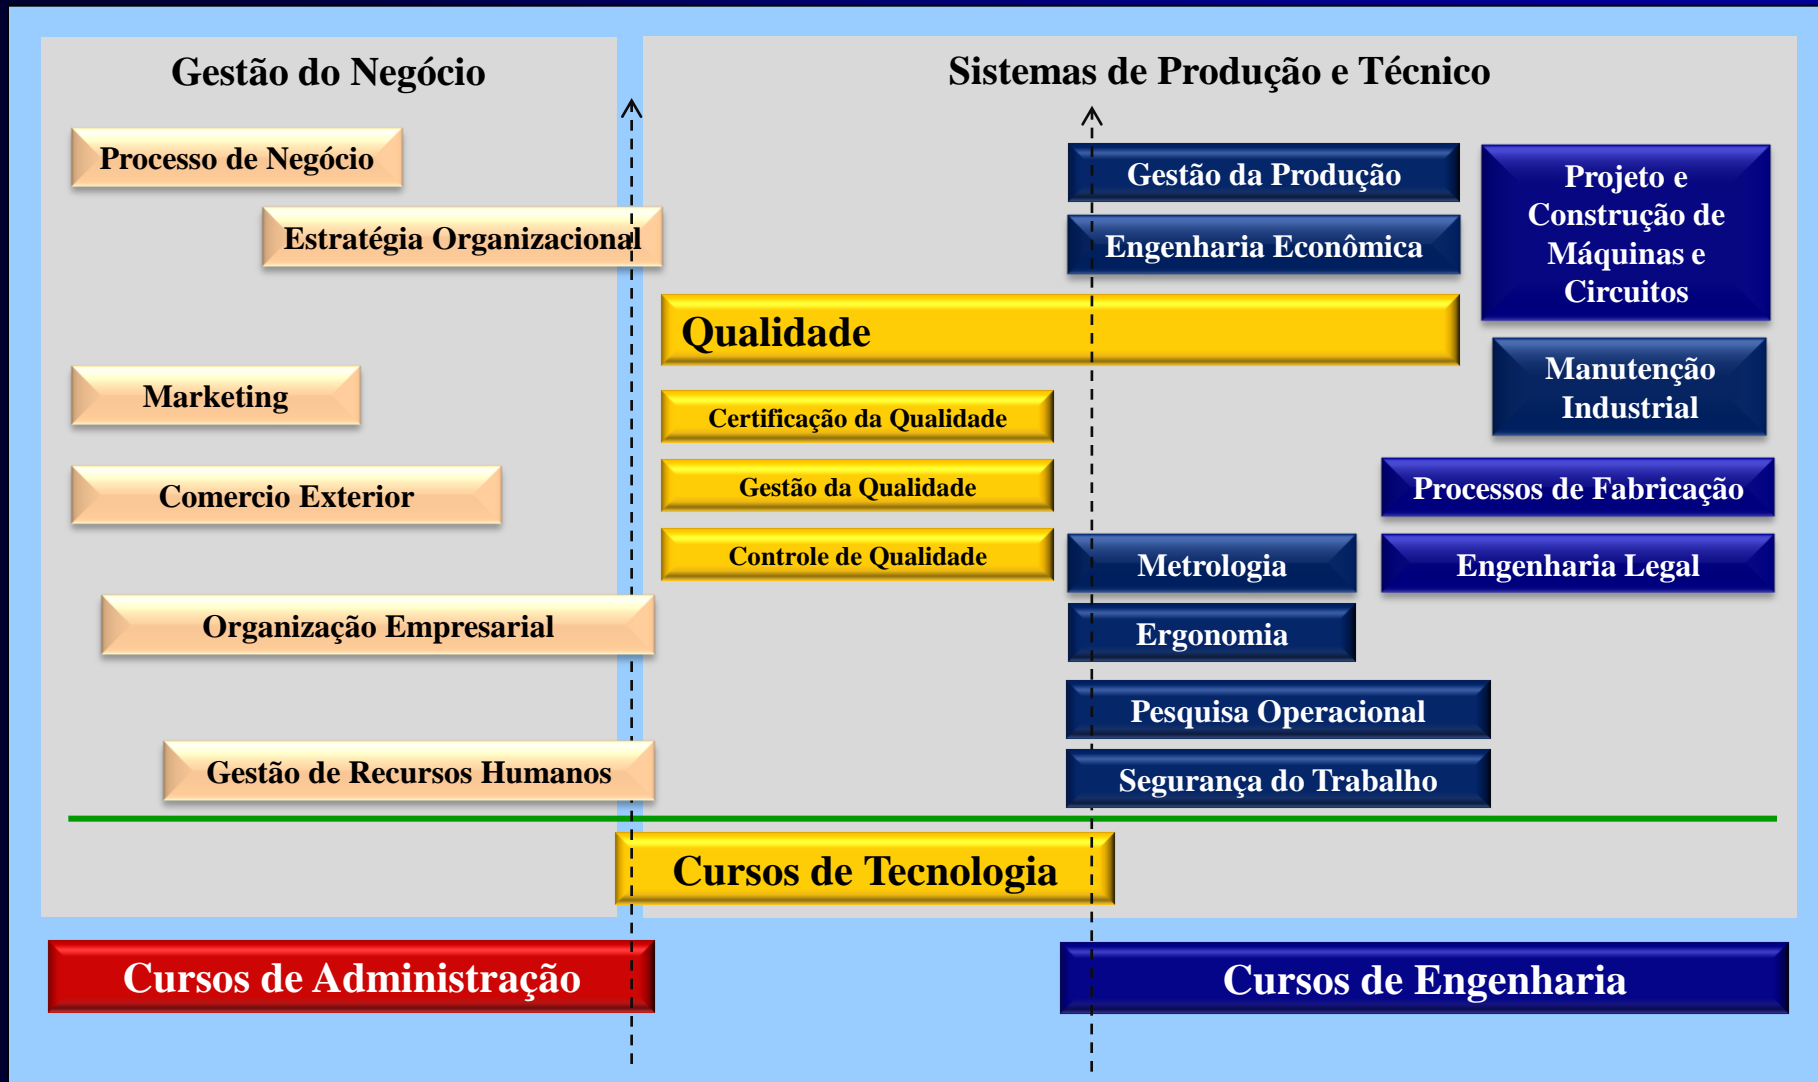 Gestão do Negócio
Processo de Negócio
Estratégia Organizacional
Marketing
Comercio Exterior
Organização Empresarial
Gestão de Recursos Humanos
Sistemas de Produção e Técnico
Gestão da Produção
Engenharia Econômica
Qualidade
Certificação da Qualidade
Gestão da Qualidade
Controle de Qualidade
Metrologia
Ergonomia
Pesquisa Operacional
Segurança do Trabalho
Projeto e
Construção de
Máquinas e
Circuitos
Manutenção
Industrial
Processos de Fabricação
Engenharia Legal
Cursos de Tecnologia
Cursos de Administração
Cursos de Engenharia